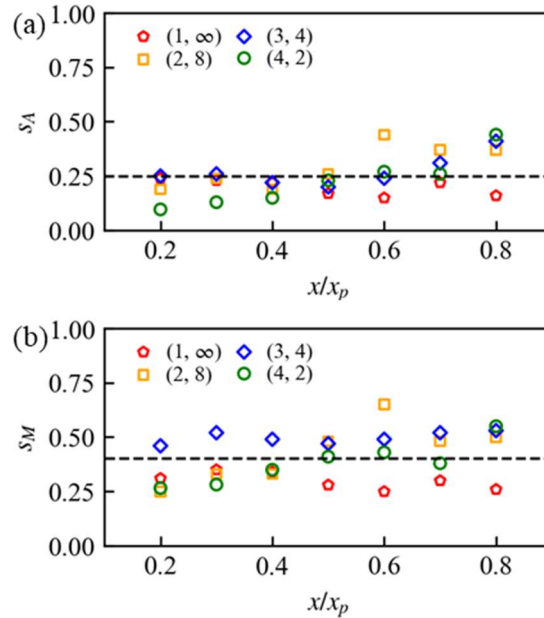 (a)
1.00
(1, ∞) (3, 4)
0.75
(2, 8) (4, 2)
s_A
0.50
0.25
0.00
0.2 0.4 0.6 0.8
x/x_p
(b)
1.00
(1, ∞) (3, 4)
0.75
(2, 8) (4, 2)
s_M
0.50
0.25
0.00
0.2 0.4 0.6 0.8
x/x_p